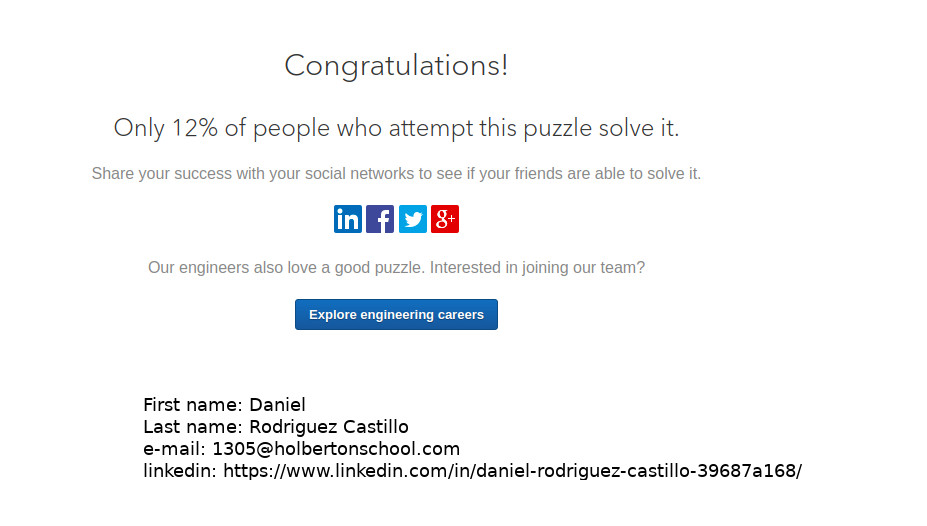 Congratulations!
Only 12% of people who attempt this puzzle solve it.
Share your success with your social networks to see if your friends are able to solve it.
in f g+
Our engineers also love a good puzzle. Interested in joining our team?
Explore engineering careers
First name: Daniel
Last name: Rodriguez Castillo
e-mail: 1305@holbertonschool.com
linkedin: https://www.linkedin.com/in/daniel-rodriguez-castillo-39687a168/